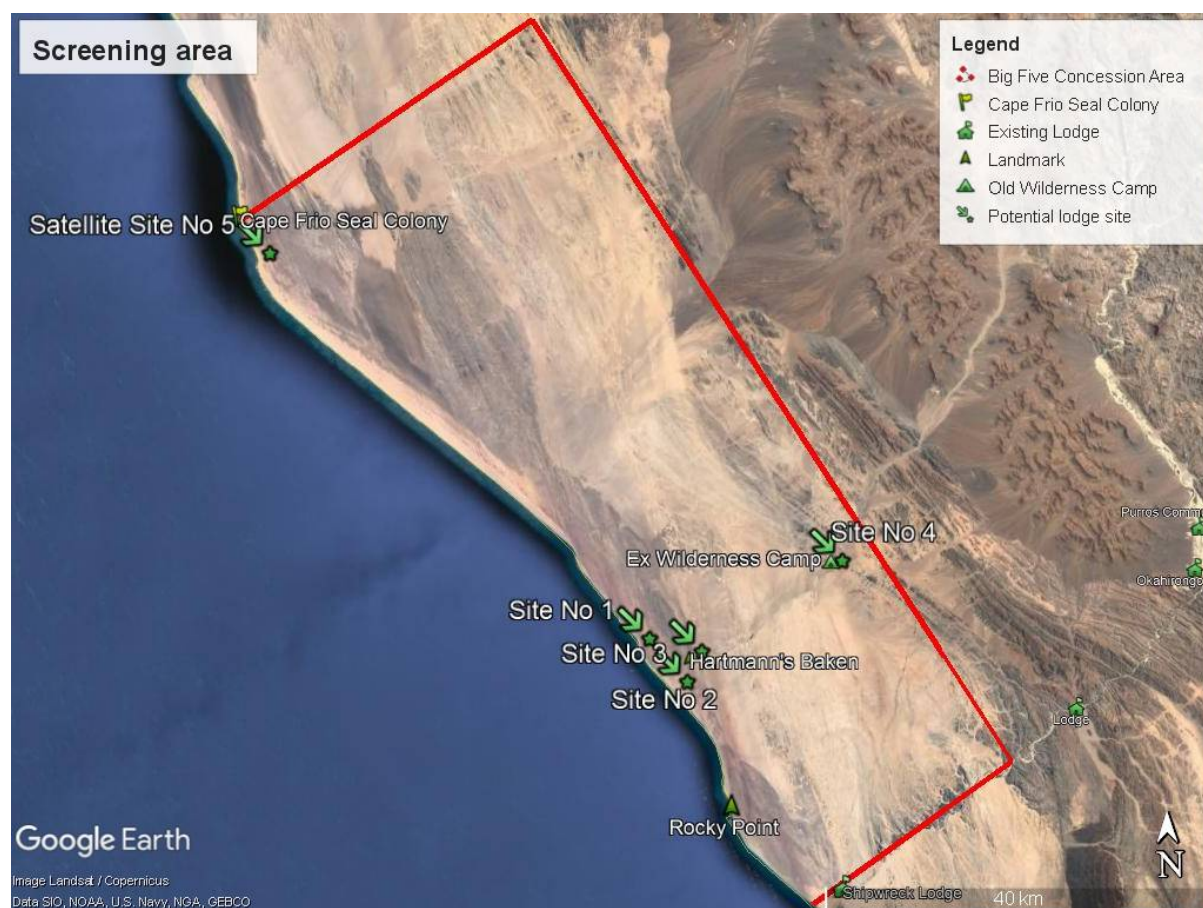 Screening area
Legend
Big Five Concession Area
Cape Frio Seal Colony
Existing Lodge
Landmark
Old Wilderness Camp
Potential lodge site
Cape Frio Seal Colony
Satellite Site No 5
Purros Comm
Site No 4
Ex Wilderness Camp
Okahirongo
Site No 1
Site No 3
Hartmann's Baken
Site No 2
Lodge
Rocky Point
Google Earth
N
Image Landsat / Copernicus
Shipwreck Lodge
40 km
Data SIO, NOAA, U.S. Navy, NGA, GEBCO